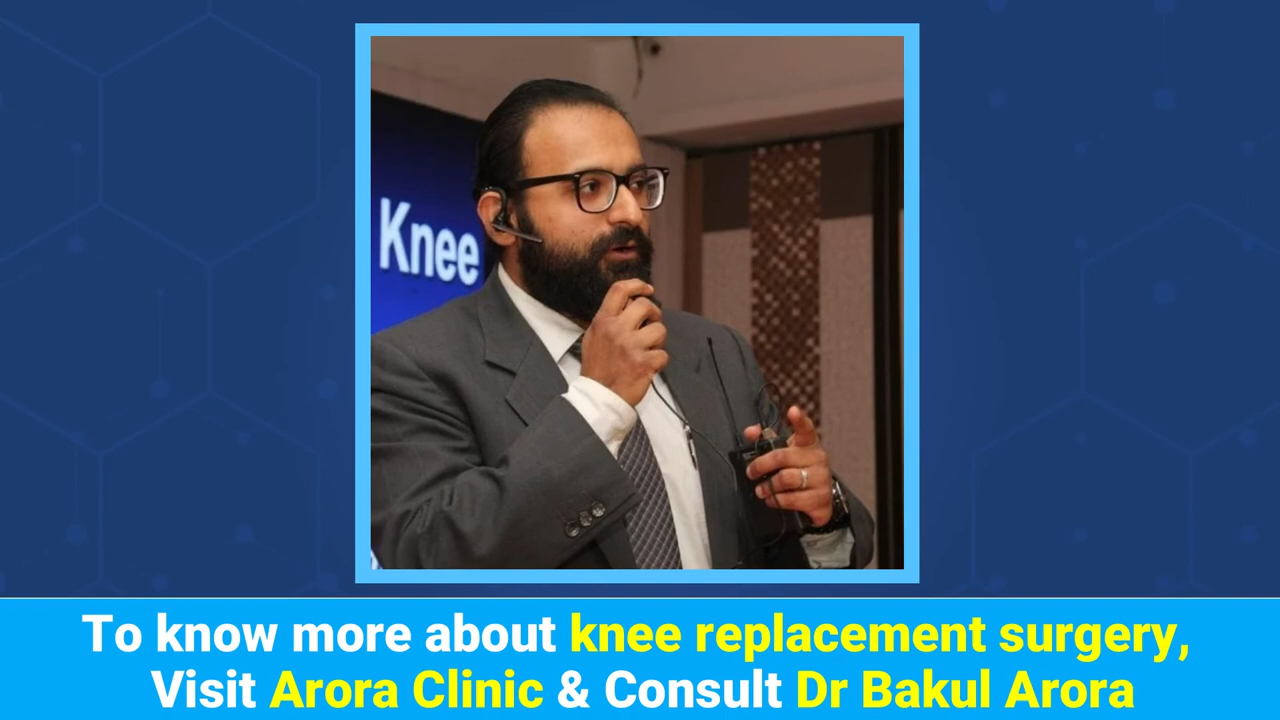 Knee
To know more about knee replacement surgery,
Visit Arora Clinic & Consult Dr Bakul Arora